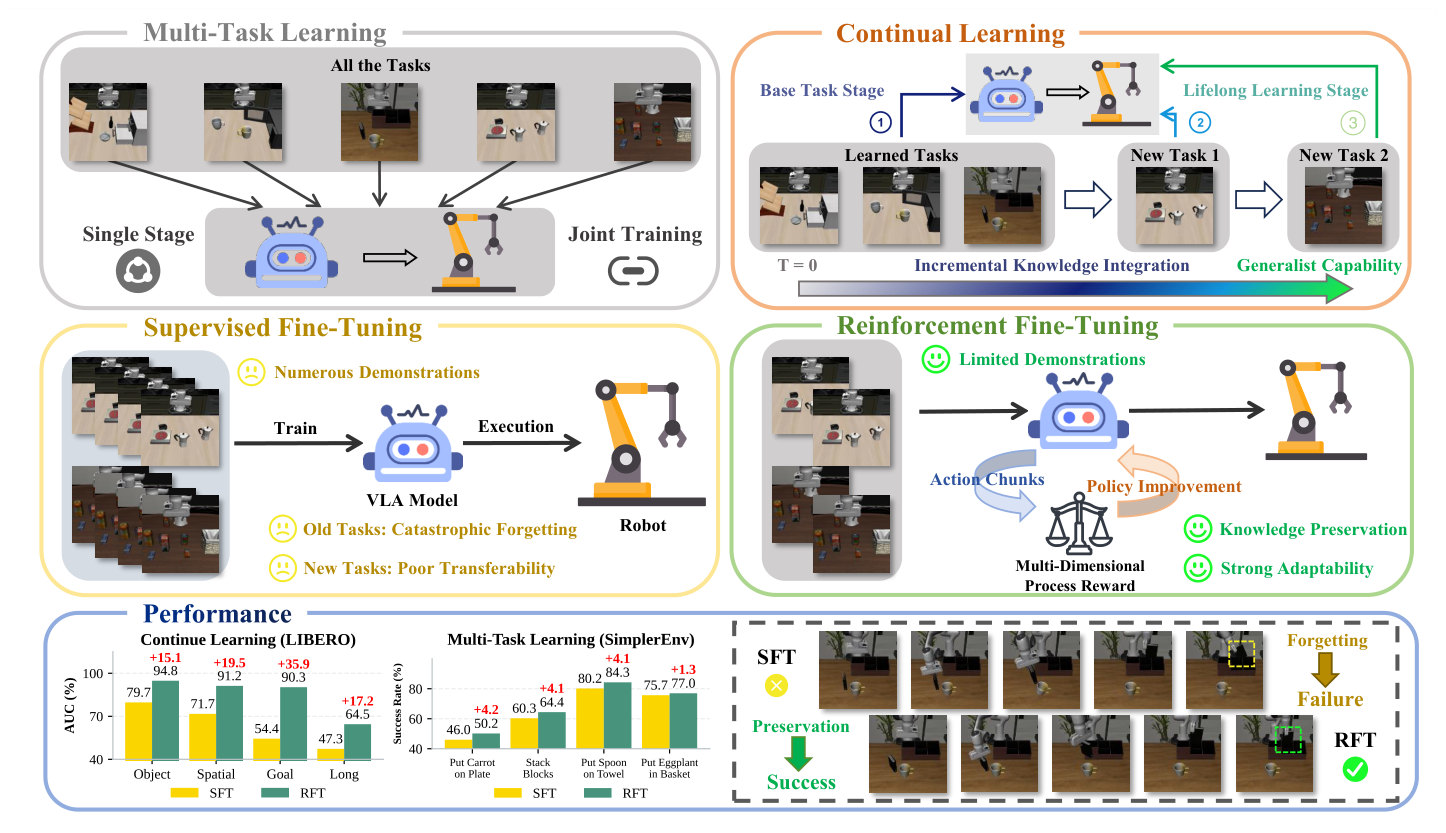 Multi-Task Learning
All the Tasks
Single Stage
Joint Training
Continual Learning
Base Task Stage
1
Lifelong Learning Stage
2
3
Learned Tasks
New Task 1
New Task 2
T = 0
Incremental Knowledge Integration
Generalist Capability
Supervised Fine-Tuning
Numerous Demonstrations
Train
Execution
VLA Model
Robot
Old Tasks: Catastrophic Forgetting
New Tasks: Poor Transferability
Reinforcement Fine-Tuning
Limited Demonstrations
Action Chunks
Policy Improvement
Multi-Dimensional
Process Reward
Knowledge Preservation
Strong Adaptability
Performance
Continue Learning (LIBERO)
AUC (%)
100
70
40
79.7
+15.1
94.8
71.7
+19.5
91.2
54.4
+35.9
90.3
47.3
+17.2
64.5
Object
Spatial
Goal
Long
SFT
RFT
Multi-Task Learning (SimplerEnv)
Success Rate (%)
80
60
40
46.0
+4.2
50.2
60.3
+4.1
64.4
80.2
+4.1
84.3
75.7
+1.3
77.0
Put Carrot
on Plate
Stack
Blocks
Put Spoon
on Towel
Put Eggplant
in Basket
SFT
RFT
SFT
Forgetting
Failure
Preservation
Success
RFT